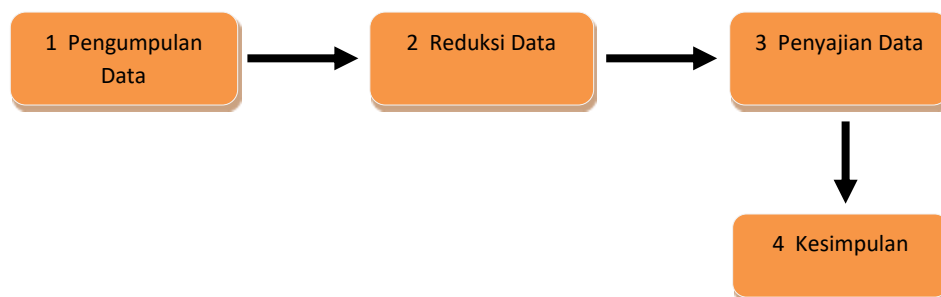 1 Pengumpulan
Data
2 Reduksi Data
3 Penyajian Data
4 Kesimpulan